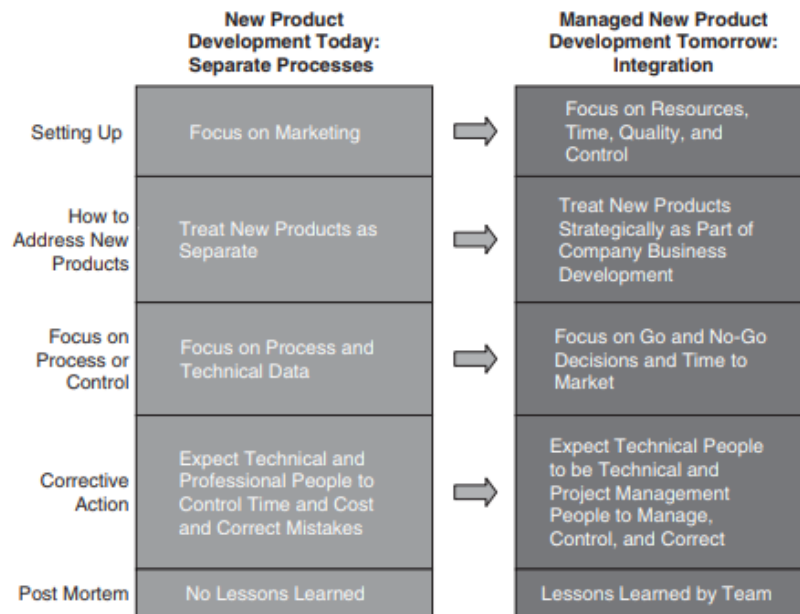 New Product
Development Today:
Separate Processes
Managed New Product
Development Tomorrow:
Integration
Setting Up
Focus on Marketing
Focus on Resources,
Time, Quality, and
Control
How to
Address New
Products
Treat New Products as
Separate
Treat New Products
Strategically as Part of
Company Business
Development
Focus on
Process or
Control
Focus on Process and
Technical Data
Focus on Go and No-Go
Decisions and Time to
Market
Corrective
Action
Expect Technical and
Professional People to
Control Time and Cost
and Correct Mistakes
Expect Technical People
to be Technical and
Project Management
People to Manage,
Control, and Correct
Post Mortem
No Lessons Learned
Lessons Learned by Team